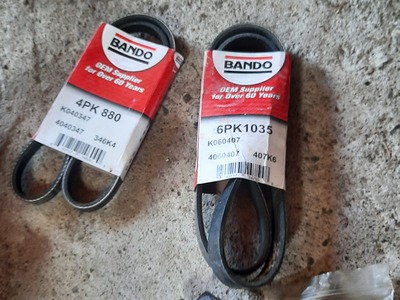 BANDO
OEM Supplier
for Over 60 Years
4PK 880
K040347
4040347 346K4
BANDO
OEM Supplier
for Over 60 Years
6PK1035
K060407
4060407 407K6